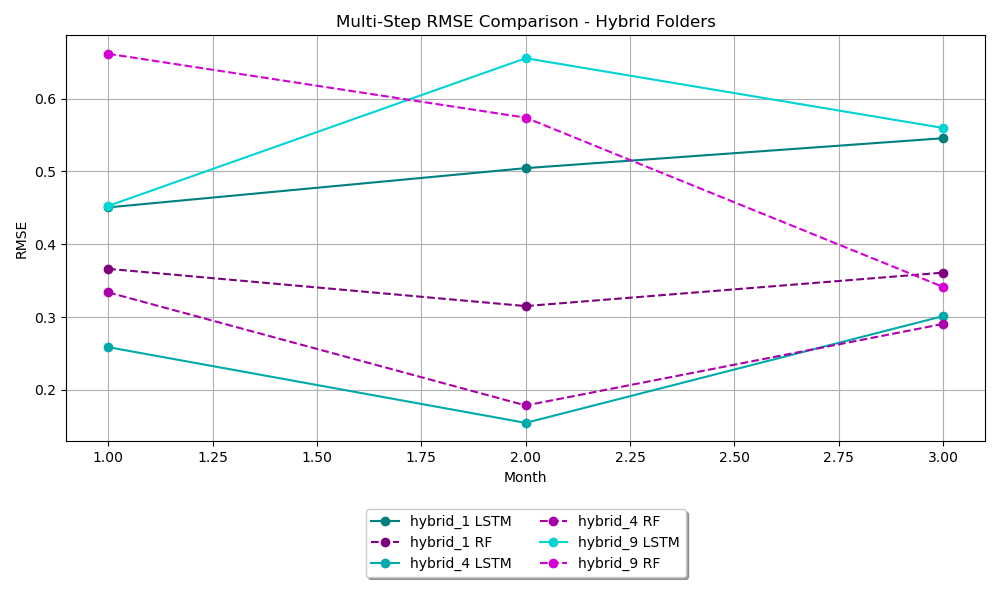 Multi-Step RMSE Comparison - Hybrid Folders
RMSE
0.6
0.5
0.4
0.3
0.2
1.00 1.25 1.50 1.75 2.00 2.25 2.50 2.75 3.00
Month
hybrid_1 LSTM hybrid_4 RF
hybrid_1 RF hybrid_9 LSTM
hybrid_4 LSTM hybrid_9 RF